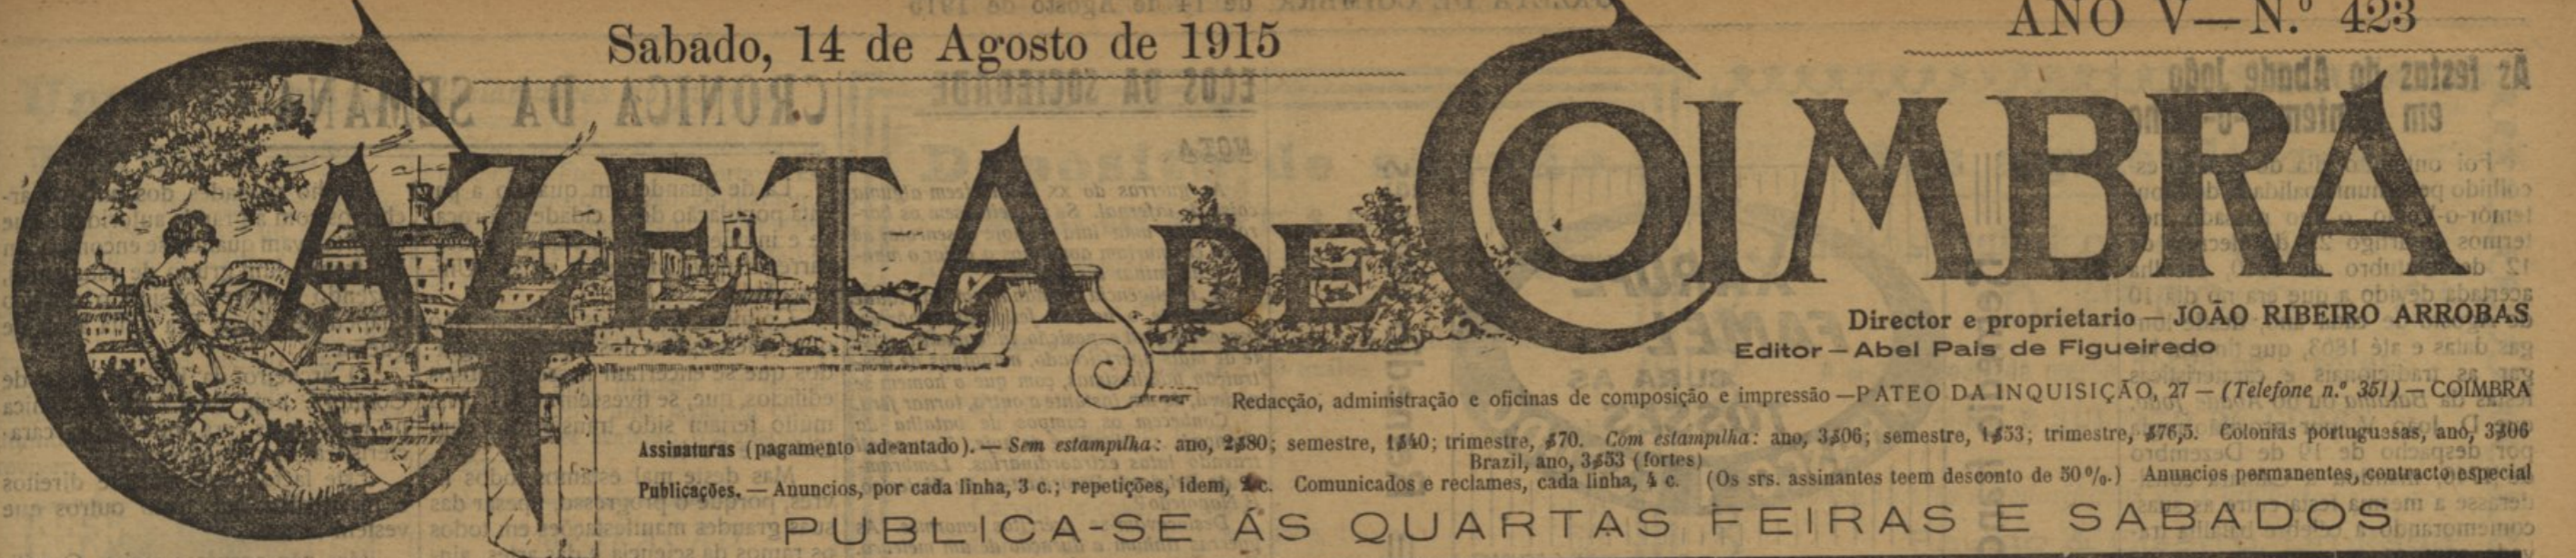 Sabado, 14 de Agosto de 1915
ANO V—N.º 423
GAZETA DE COIMBRA
Director e proprietario — JOÃO RIBEIRO ARROBAS
Editor — Abel Pais de Figueiredo
Redacção, administração e oficinas de composição e impressão — PATEO DA INQUISIÇÃO, 27 — (Telefone n.º 351) — COIMBRA
Assinaturas (pagamento adeantado). — Sem estampilha: ano, 2$80; semestre, 1$40; trimestre, $70. Com estampilha: ano, 3$06; semestre, 1$53; trimestre, $76,5. Colonias portuguesas, ano, 3$06
Brazil, ano, 3$53 (fortes)
Publicações. — Anuncios, por cada linha, 3 c.; repetições, idem, 2 c. Comunicados e reclames, cada linha, c. (Os srs. assinantes teem desconto de 50%.) Anuncios permanentes, contracto especial
PUBLICA-SE ÁS QUARTAS FEIRAS E SABADOS